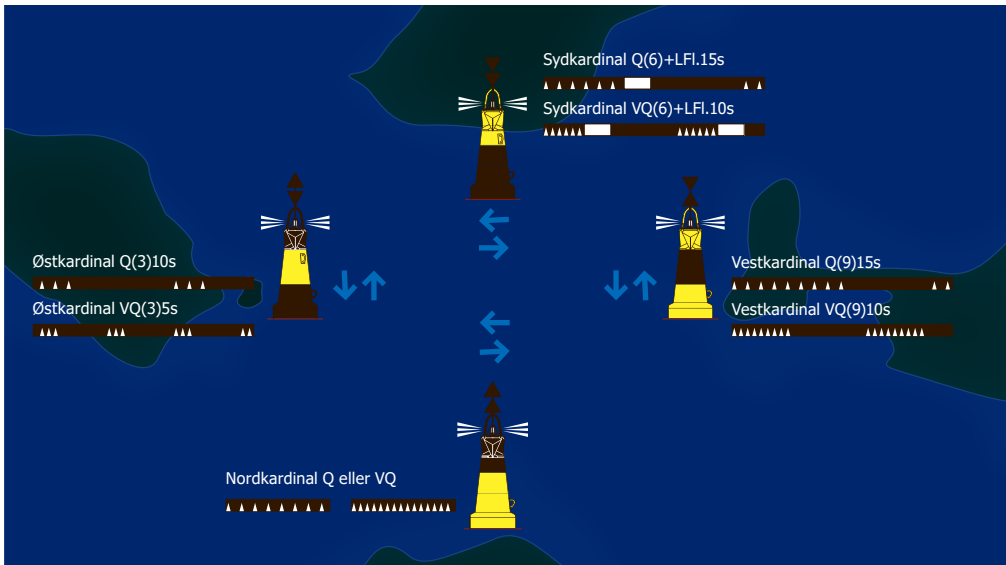 Sydkardinal Q(6)+LFl.15s
Sydkardinal VQ(6)+LFl.10s
Østkardinal Q(3)10s
Østkardinal VQ(3)5s
Vestkardinal Q(9)15s
Vestkardinal VQ(9)10s
Nordkardinal Q eller VQ